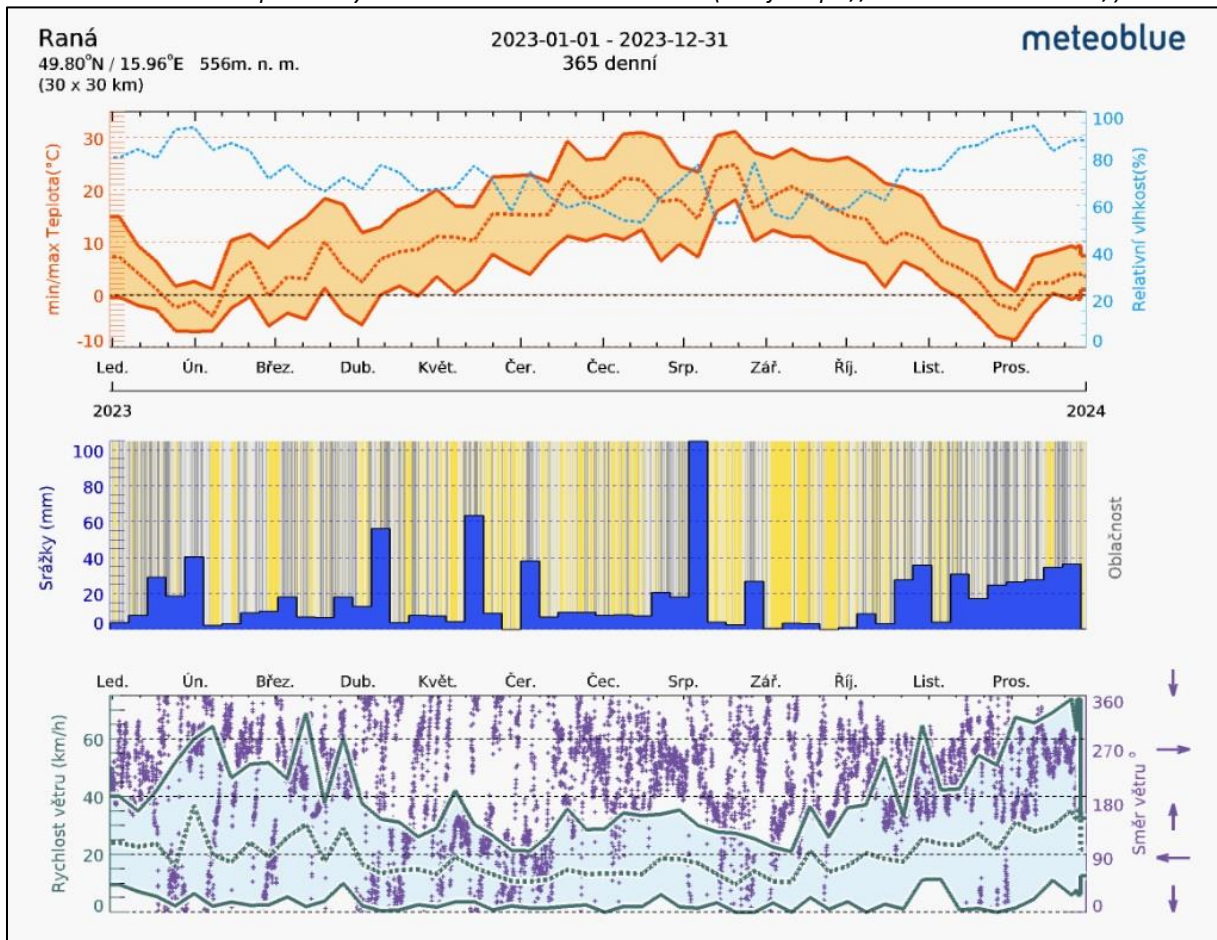 Raná
49.80°N / 15.96°E 556m. n. m.
(30 x 30 km)
2023-01-01 - 2023-12-31
365 denní
meteoblue
min/max Teplota(°C)
30
20
10
0
-10
Relativní vlhkost(%)
100
80
60
40
20
0
Led. Ún. Břez. Dub. Květ. Čer. Čec. Srp. Zář. Říj. List. Pros.
2023 2024
Srážky (mm)
100
80
60
40
20
0
Oblačnost
Led. Ún. Břez. Dub. Květ. Čer. Čec. Srp. Zář. Říj. List. Pros.
Rychlost větru (km/h)
60
40
20
0
Směr větru °
360
270
180
90
0